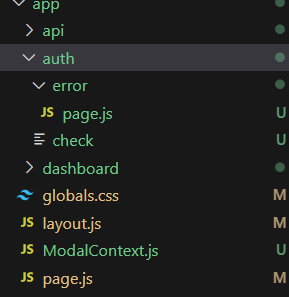 app
api
auth
error
JS page.js U
check U
dashboard
globals.css M
JS layout.js M
JS ModalContext.js U
JS page.js M